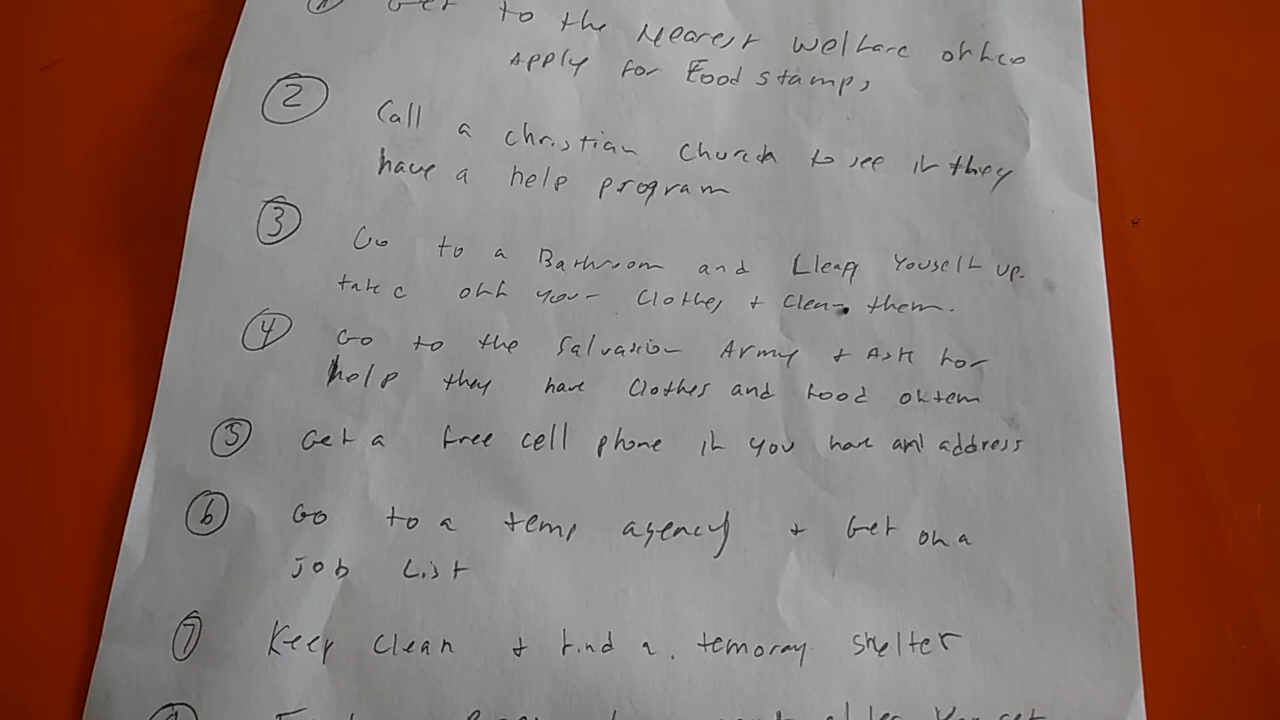 ① Get to the Nearest welfare office
Apply for Food stamps
② Call a christian church to see if they
have a help program
③ Go to a Bathroom and Clean Youself up.
take off your Clothes + Clean them.
④ Go to the Salvation Army + Ask for
help they have Clothes and food often
⑤ Get a free cell phone if you have an address
⑥ Go to a temp agency + Get on a
Job List
⑦ Keep clean + find a. temoray shelter